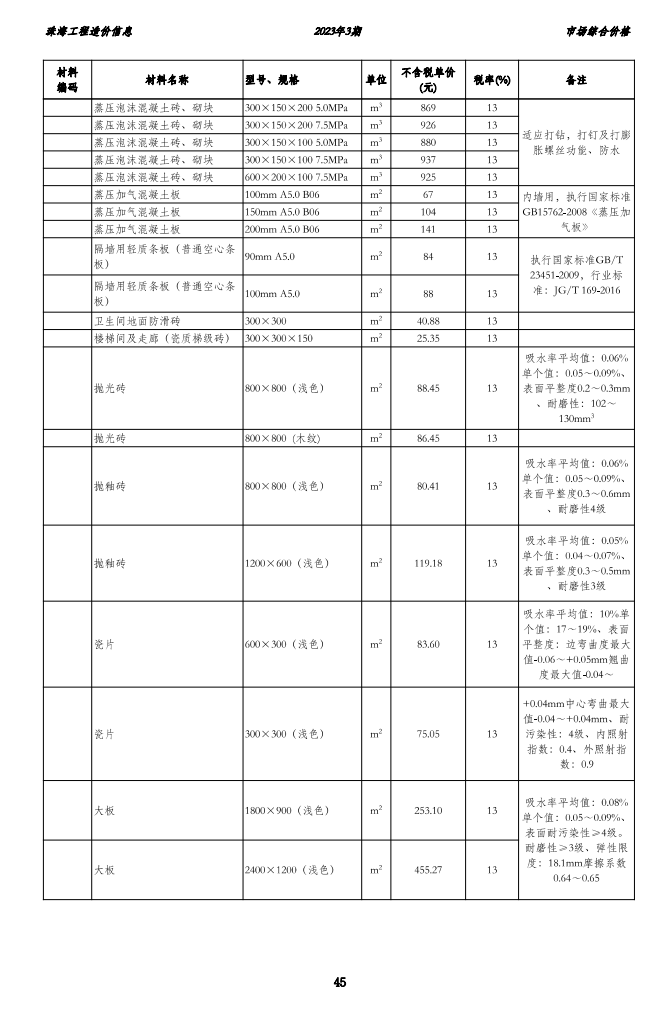 珠海工程造价信息 2023年3期 市场综合价格
材料编码 材料名称 型号、规格 单位 不含税单价(元) 税率(%) 备注
蒸压泡沫混凝土砖、砌块 300×150×200 5.0MPa m³ 869 13
蒸压泡沫混凝土砖、砌块 300×150×200 7.5MPa m³ 926 13
蒸压泡沫混凝土砖、砌块 300×150×100 5.0MPa m³ 880 13
蒸压泡沫混凝土砖、砌块 300×150×100 7.5MPa m³ 937 13
蒸压泡沫混凝土砖、砌块 600×200×100 7.5MPa m³ 925 13
适应打钻，打钉及打膨
胀螺丝功能、防水
蒸压加气混凝土板 100mm A5.0 B06 m² 67 13
蒸压加气混凝土板 150mm A5.0 B06 m² 104 13
蒸压加气混凝土板 200mm A5.0 B06 m² 141 13
内墙用，执行国家标准
GB15762-2008《蒸压加
气板》
隔墙用轻质条板（普通空心条
板） 90mm A5.0 m² 84 13
隔墙用轻质条板（普通空心条
板） 100mm A5.0 m² 88 13
执行国家标准GB/T
23451-2009，行业标
准：JG/T 169-2016
卫生间地面防滑砖 300×300 m² 40.88 13
楼梯间及走廊（瓷质梯级砖） 300×300×150 m² 25.35 13
抛光砖 800×800（浅色） m² 88.45 13
吸水率平均值：0.06%
单个值：0.05～0.09%、
表面平整度0.2～0.3mm
、耐磨性：102～
130mm³
抛光砖 800×800 (木纹) m² 86.45 13
抛釉砖 800×800（浅色） m² 80.41 13
吸水率平均值：0.06%
单个值：0.05～0.09%、
表面平整度0.3～0.6mm
、耐磨性4级
抛釉砖 1200×600（浅色） m² 119.18 13
吸水率平均值：0.05%
单个值：0.04～0.07%、
表面平整度0.3～0.5mm
、耐磨性3级
瓷片 600×300（浅色） m² 83.60 13
吸水率平均值：10%单
个值：17～19%、表面
平整度：边弯曲度最大
值-0.06～+0.05mm翘曲
度最大值-0.04～
瓷片 300×300（浅色） m² 75.05 13
+0.04mm中心弯曲最大
值-0.04～+0.04mm、耐
污染性：4级、内照射
指数：0.4、外照射指
数：0.9
大板 1800×900（浅色） m² 253.10 13
大板 2400×1200（浅色） m² 455.27 13
吸水率平均值：0.08%
单个值：0.05～0.09%、
表面耐污染性≥4级。
耐磨性≥3级、弹性限
度：18.1mm摩擦系数
0.64～0.65
45